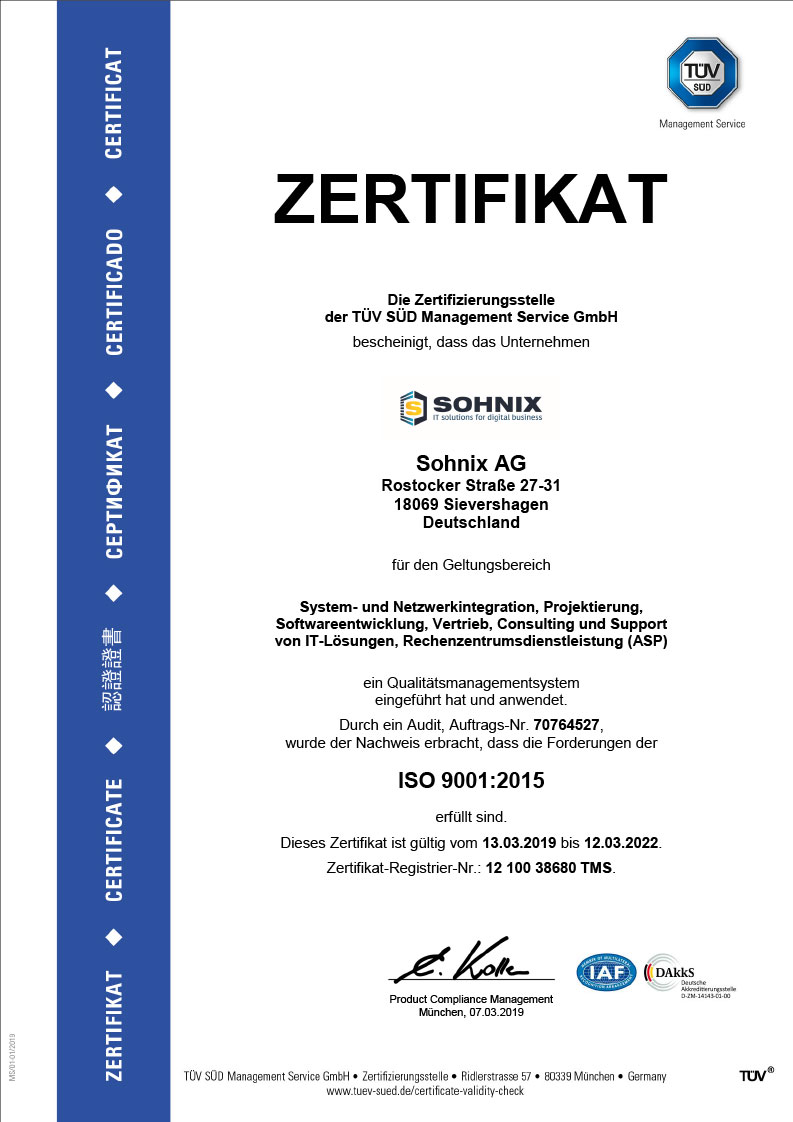 TÜV
SÜD
Management Service
ZERTIFIKAT
Die Zertifizierungsstelle
der TÜV SÜD Management Service GmbH
bescheinigt, dass das Unternehmen
S SOHNIX
IT solutions for digital business
Sohnix AG
Rostocker Straße 27-31
18069 Sievershagen
Deutschland
für den Geltungsbereich
System- und Netzwerkintegration, Projektierung,
Softwareentwicklung, Vertrieb, Consulting und Support
von IT-Lösungen, Rechenzentrumsdienstleistung (ASP)
ein Qualitätsmanagementsystem
eingeführt hat und anwendet.
Durch ein Audit, Auftrags-Nr. 70764527,
wurde der Nachweis erbracht, dass die Forderungen der
ISO 9001:2015
erfüllt sind.
Dieses Zertifikat ist gültig vom 13.03.2019 bis 12.03.2022.
Zertifikat-Registrier-Nr.: 12 100 38680 TMS.
Product Compliance Management
München, 07.03.2019
MEMBER OF MULTILATERAL
IAF
RECOGNITION ARRANGEMENT
DAkkS
Deutsche
Akkreditierungsstelle
D-ZM-14143-01-00
TÜV SÜD Management Service GmbH • Zertifizierungsstelle • Ridlerstrasse 57 • 80339 München • Germany
www.tuev-sued.de/certificate-validity-check
TÜV®
ZERTIFIKAT ◆ CERTIFICATE ◆ 認證證書 ◆ СЕРТИФИКАТ ◆ CERTIFICADO ◆ CERTIFICAT
MS/01-01/2019